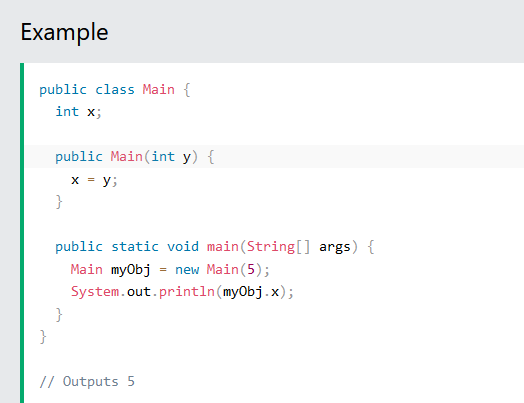 Example
public class Main {
  int x;

  public Main(int y) {
    x = y;
  }

  public static void main(String[] args) {
    Main myObj = new Main(5);
    System.out.println(myObj.x);
  }
}

// Outputs 5